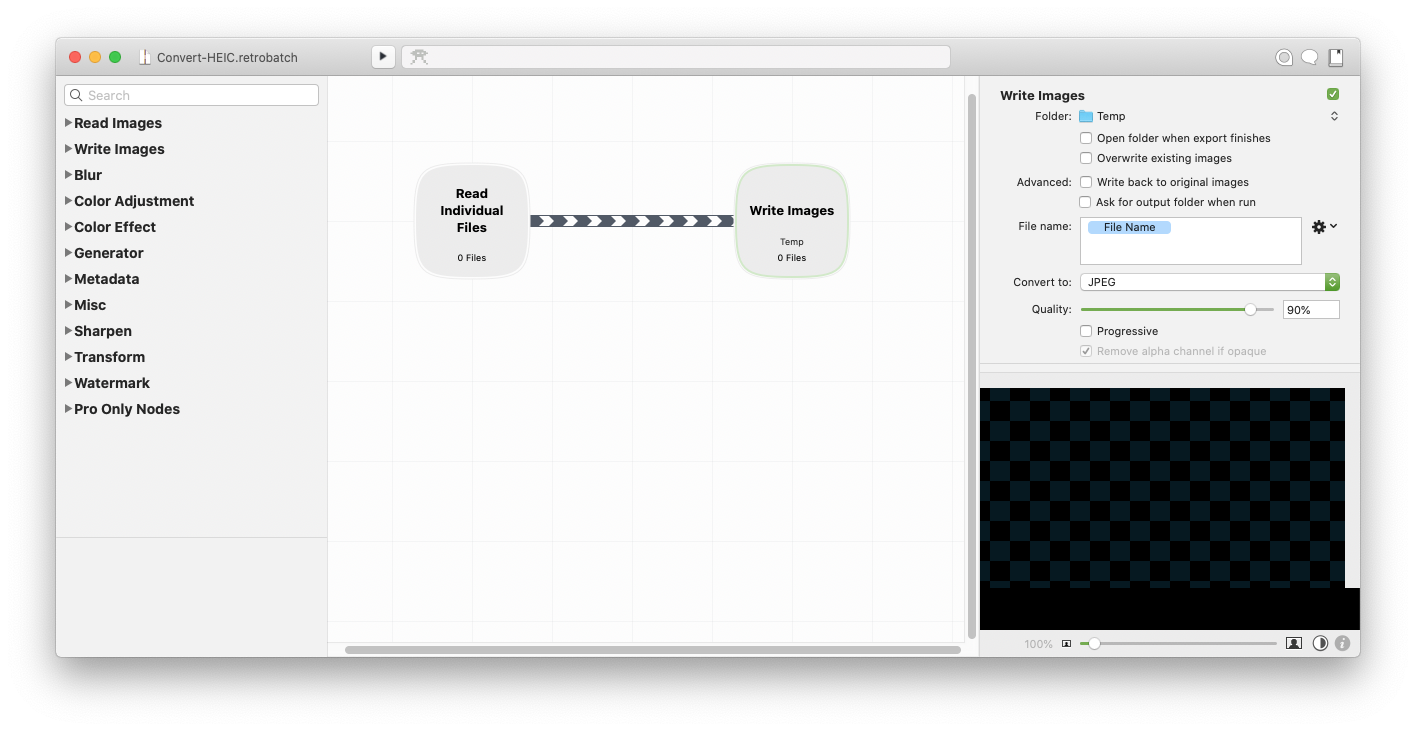 Convert-HEIC.retrobatch
Search
Read Images
Write Images
Blur
Color Adjustment
Color Effect
Generator
Metadata
Misc
Sharpen
Transform
Watermark
Pro Only Nodes
Read
Individual
Files
0 Files
Write Images
Temp
0 Files
Write Images
Folder: Temp
Open folder when export finishes
Overwrite existing images
Advanced: Write back to original images
Ask for output folder when run
File name: File Name
Convert to: JPEG
Quality: 90%
Progressive
Remove alpha channel if opaque
100%